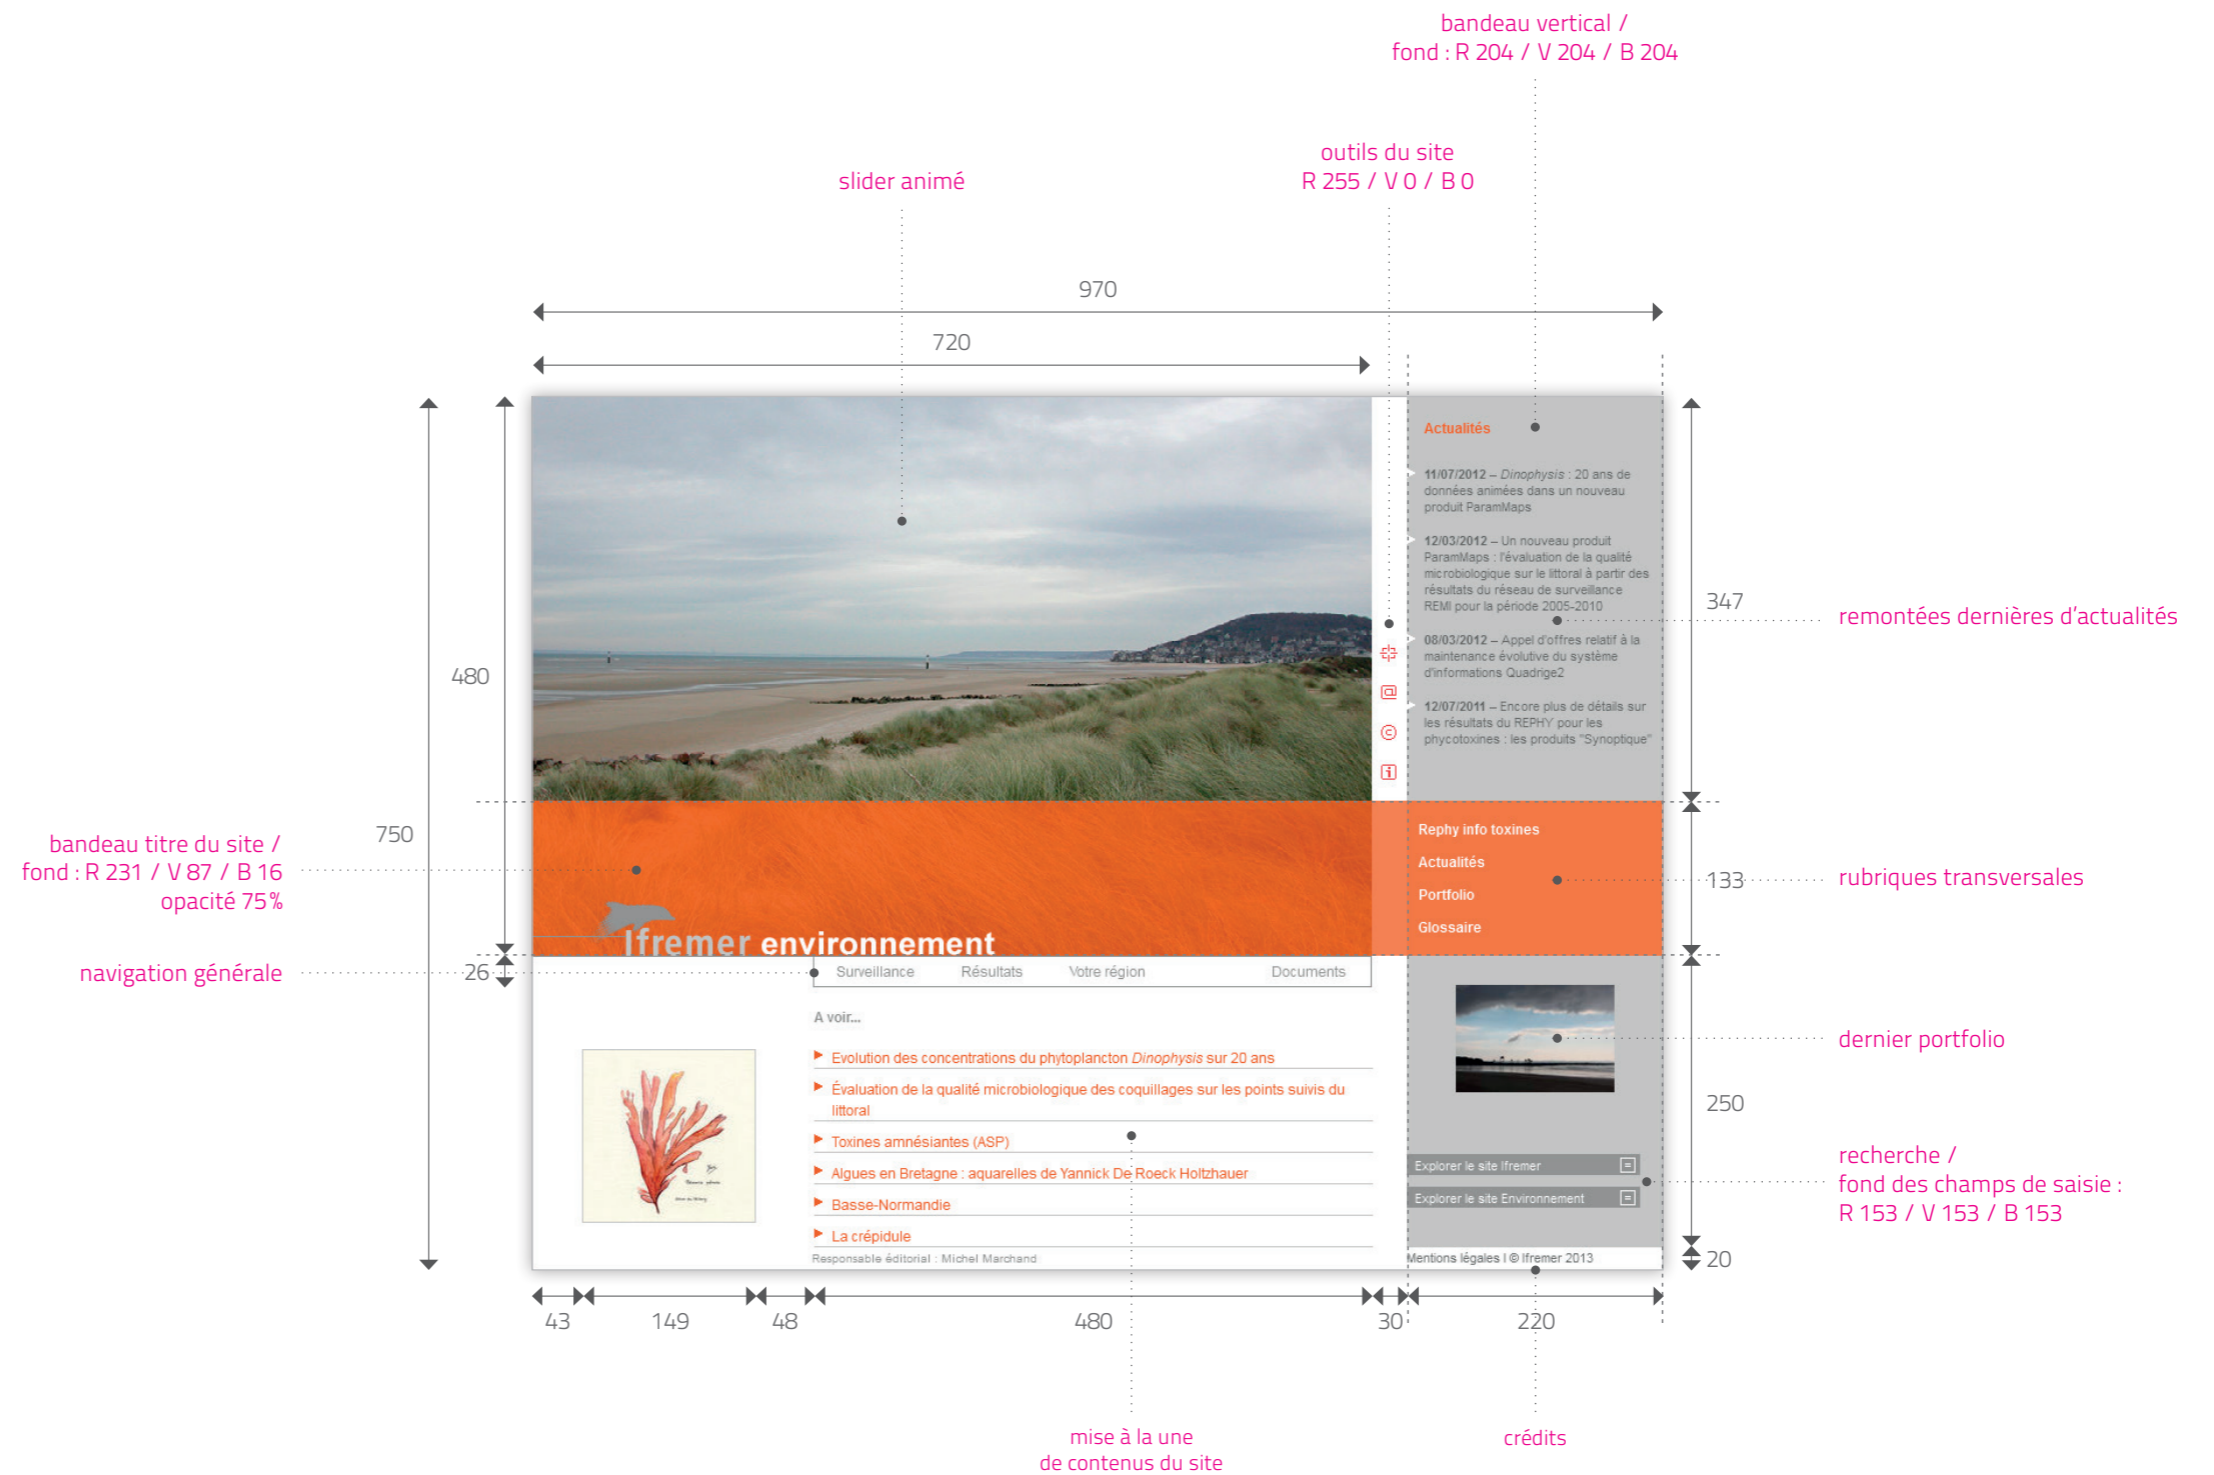 bandeau vertical /
fond : R 204 / V 204 / B 204
outils du site
R 255 / V 0 / B 0
slider animé
970
720
480
750
26
347
133
250
20
bandeau titre du site /
fond : R 231 / V 87 / B 16
opacité 75%
navigation générale
Actualités
11/07/2012 – Dinophysis : 20 ans de
données animées dans un nouveau
produit ParamMaps
12/03/2012 – Un nouveau produit
ParamMaps : l'évaluation de la qualité
microbiologique sur le littoral à partir des
résultats du réseau de surveillance
REMI pour la période 2005-2010
08/03/2012 – Appel d'offres relatif à la
maintenance évolutive du système
d'informations Quadrige2
12/07/2011 – Encore plus de détails sur
les résultats du REPHY pour les
phycotoxines : les produits "Synoptique"
remontées dernières d'actualités
Rephy info toxines
Actualités
Portfolio
Glossaire
rubriques transversales
Ifremer environnement
Surveillance Résultats Votre région Documents
A voir...
Evolution des concentrations du phytoplancton Dinophysis sur 20 ans
Évaluation de la qualité microbiologique des coquillages sur les points suivis du
littoral
Toxines amnésiantes (ASP)
Algues en Bretagne : aquarelles de Yannick De Roeck Holtzhauer
Basse-Normandie
La crépidule
Responsable éditorial : Michel Marchand
dernier portfolio
Explorer le site Ifremer
Explorer le site Environnement
recherche /
fond des champs de saisie :
R 153 / V 153 / B 153
Mentions légales I © Ifremer 2013
43 149 48 480 30 220
mise à la une
de contenus du site
crédits